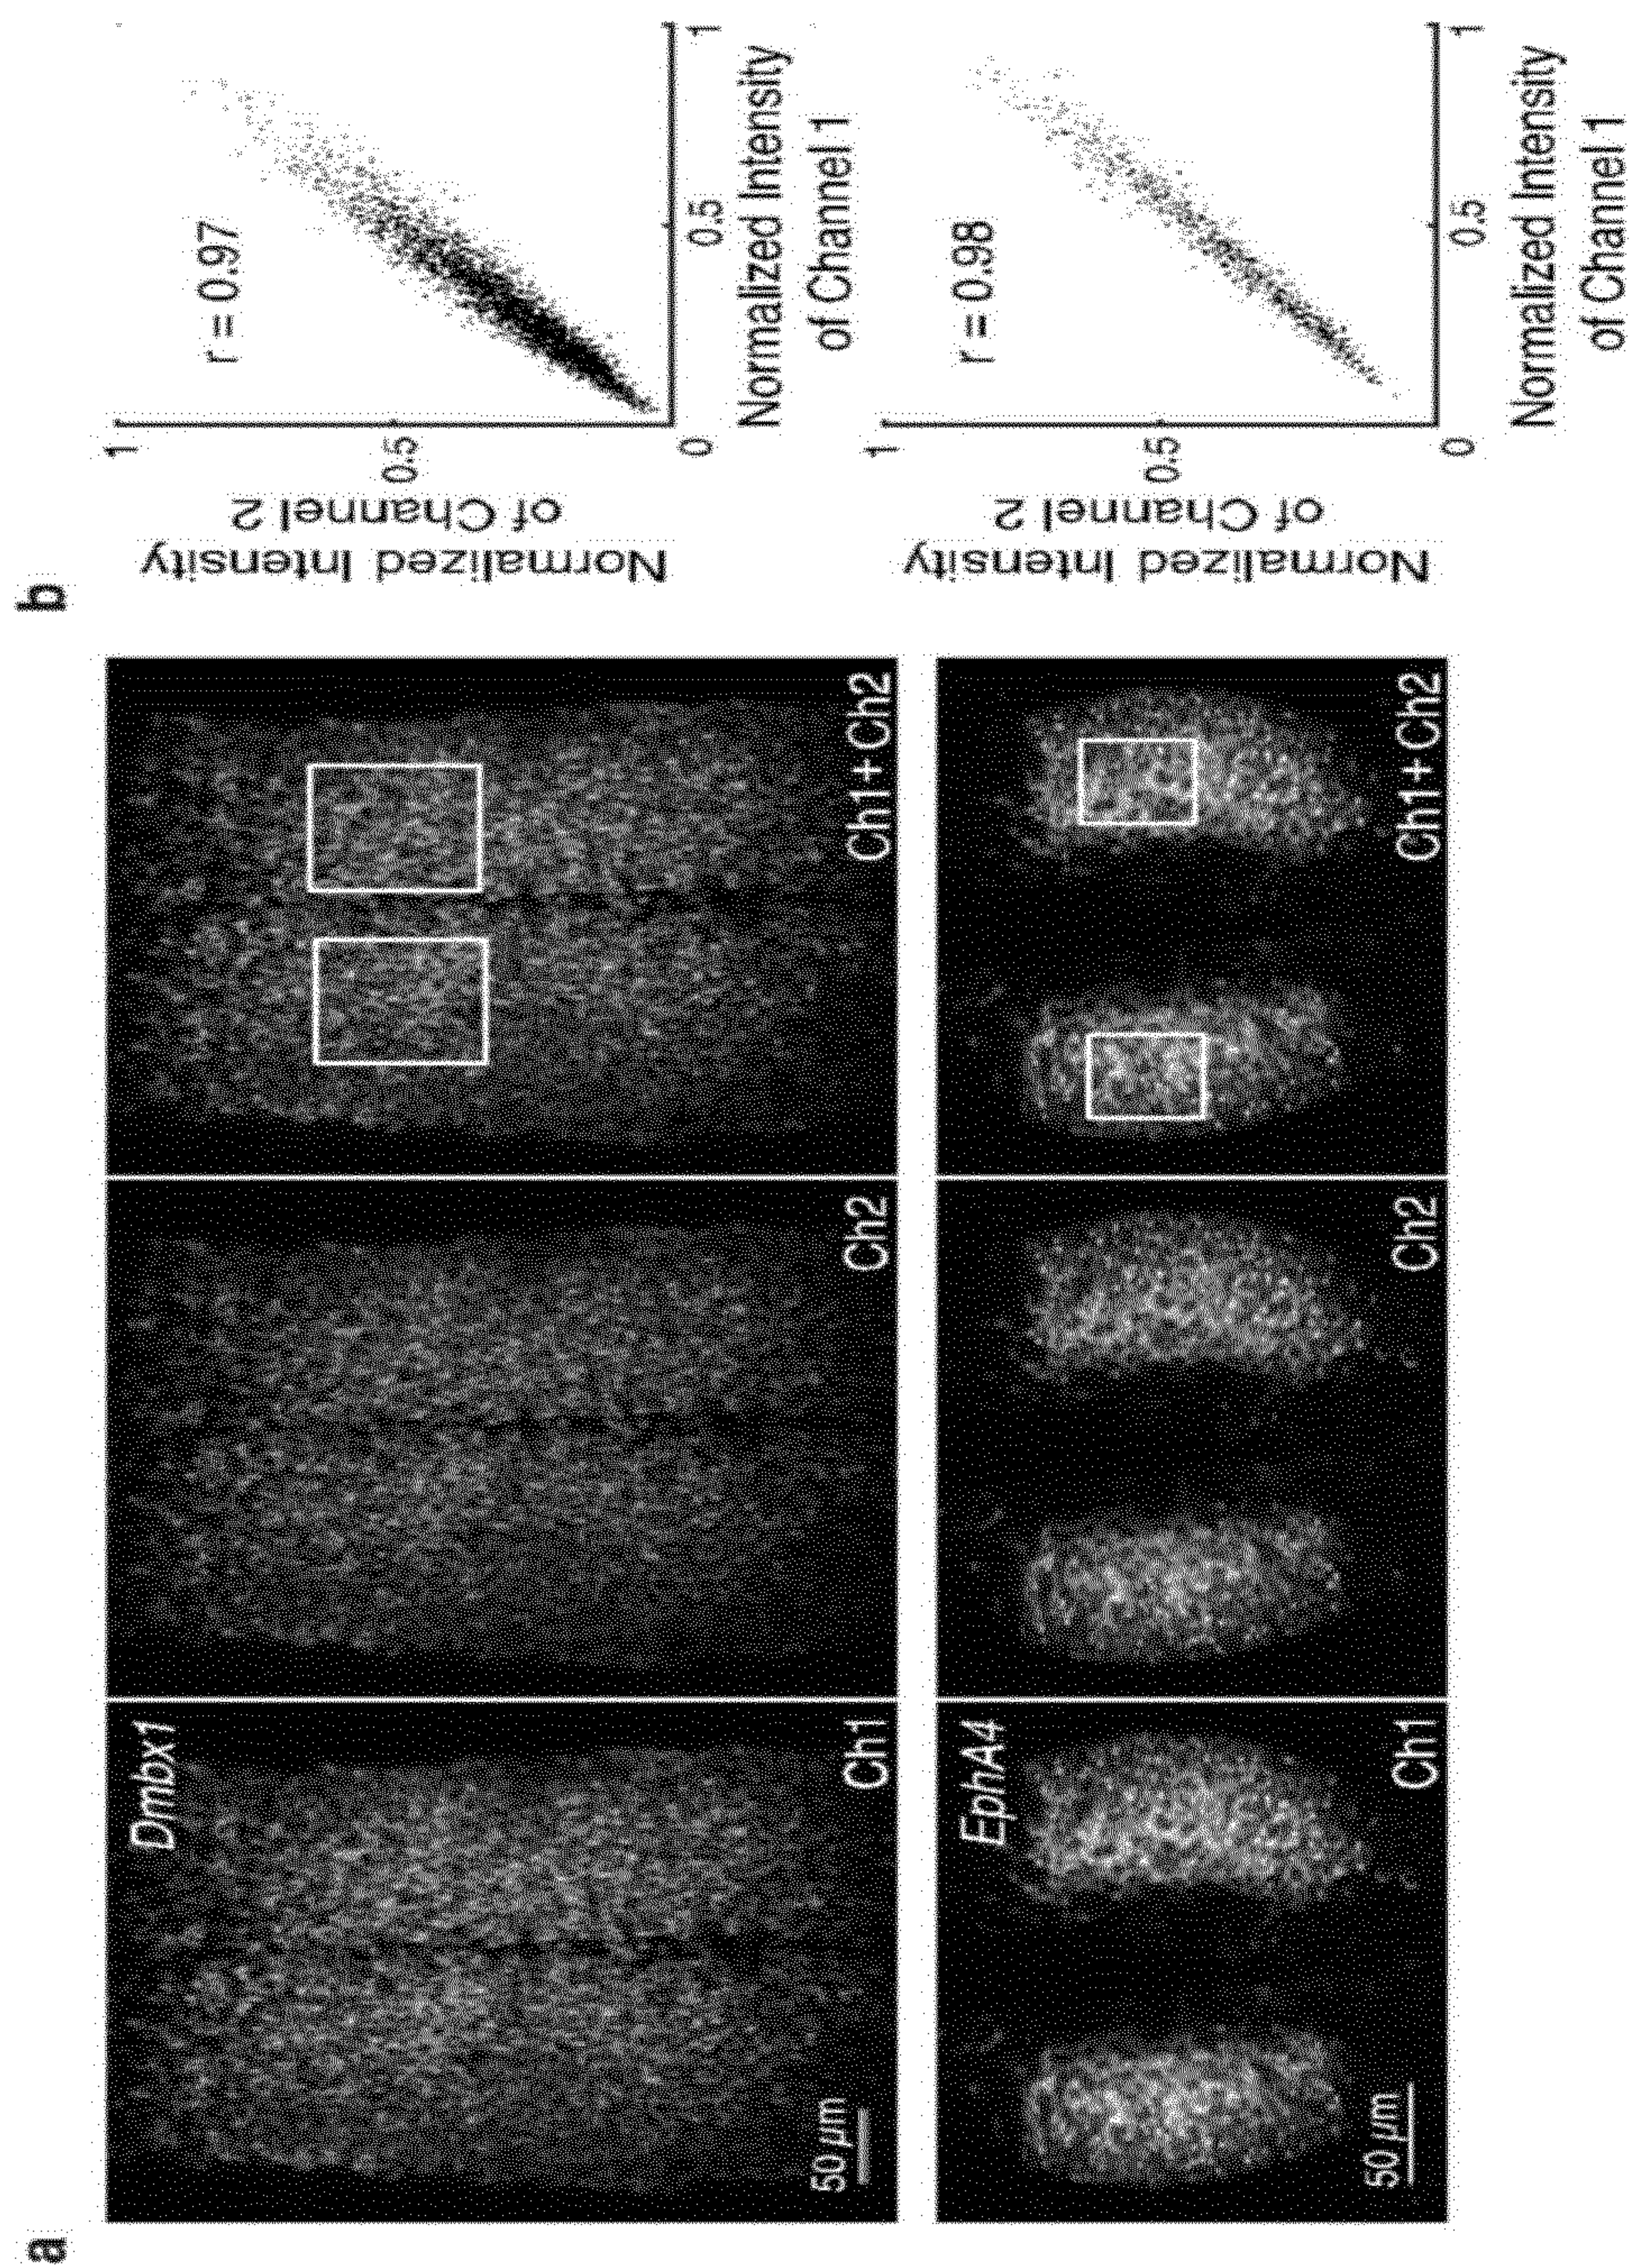 a
Dmbx1
50 µm
Ch1
Ch2
Ch1+Ch2
EphA4
50 µm
Ch1
Ch2
Ch1+Ch2
b
Normalized Intensity
of Channel 2
1
0.5
0
r = 0.97
0.5
1
Normalized Intensity
of Channel 1
Normalized Intensity
of Channel 2
1
0.5
0
r = 0.98
0.5
1
Normalized Intensity
of Channel 1